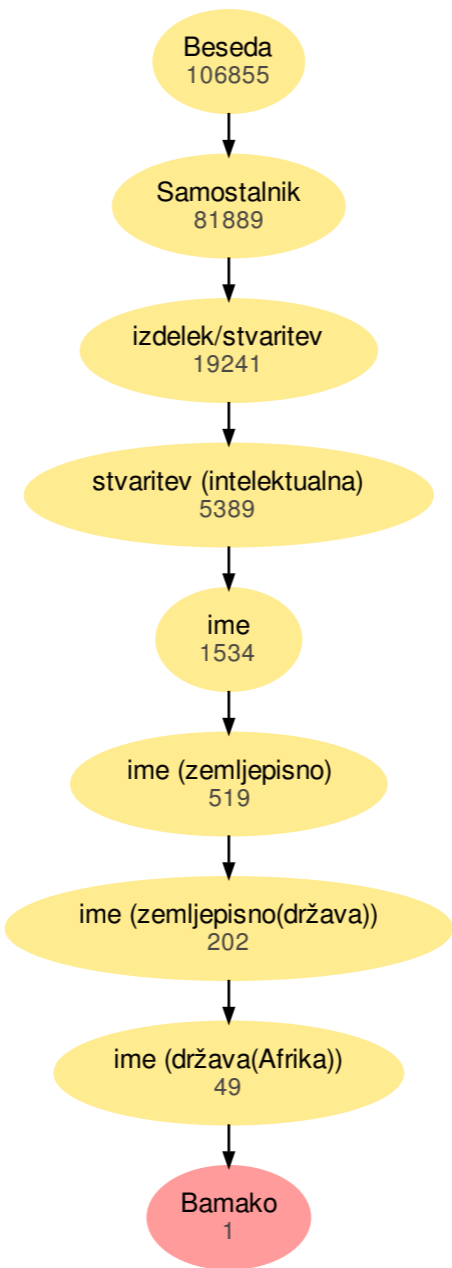 Beseda
106855
Samostalnik
81889
izdelek/stvaritev
19241
stvaritev (intelektualna)
5389
ime
1534
ime (zemljepisno)
519
ime (zemljepisno(država))
202
ime (država(Afrika))
49
Bamako
1